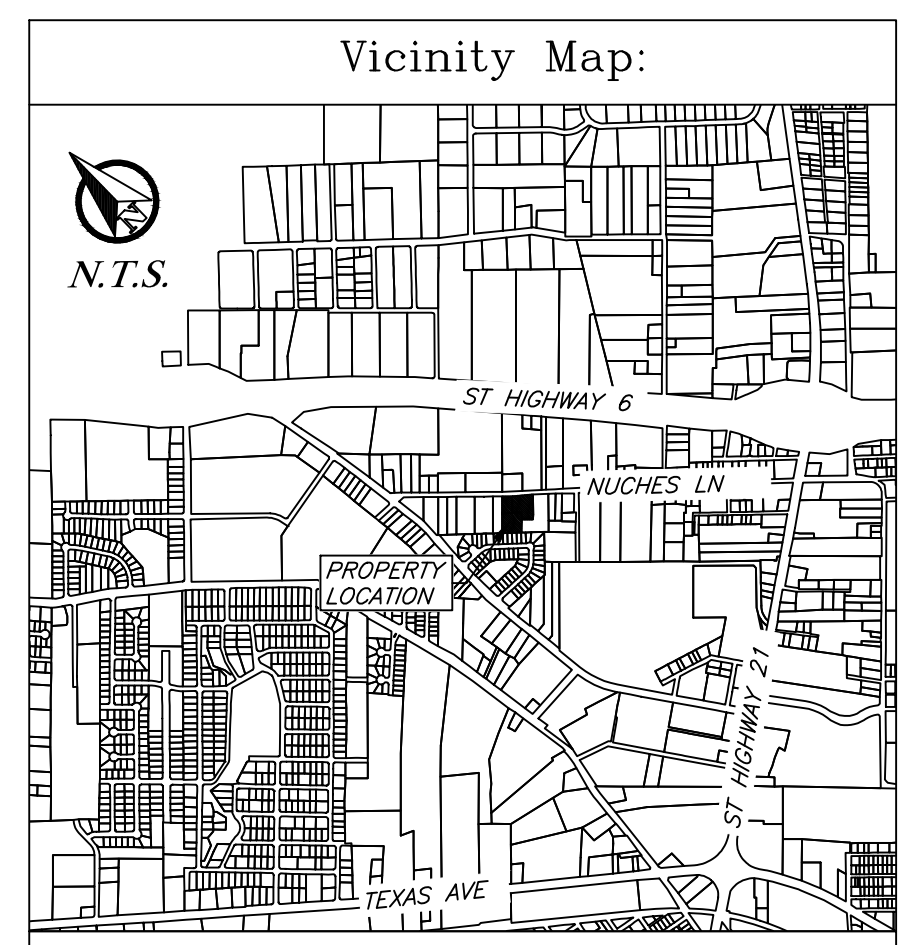 Vicinity Map:
N
N.T.S.
ST HIGHWAY 6
NUCHES LN
PROPERTY
LOCATION
ST HIGHWAY 21
TEXAS AVE